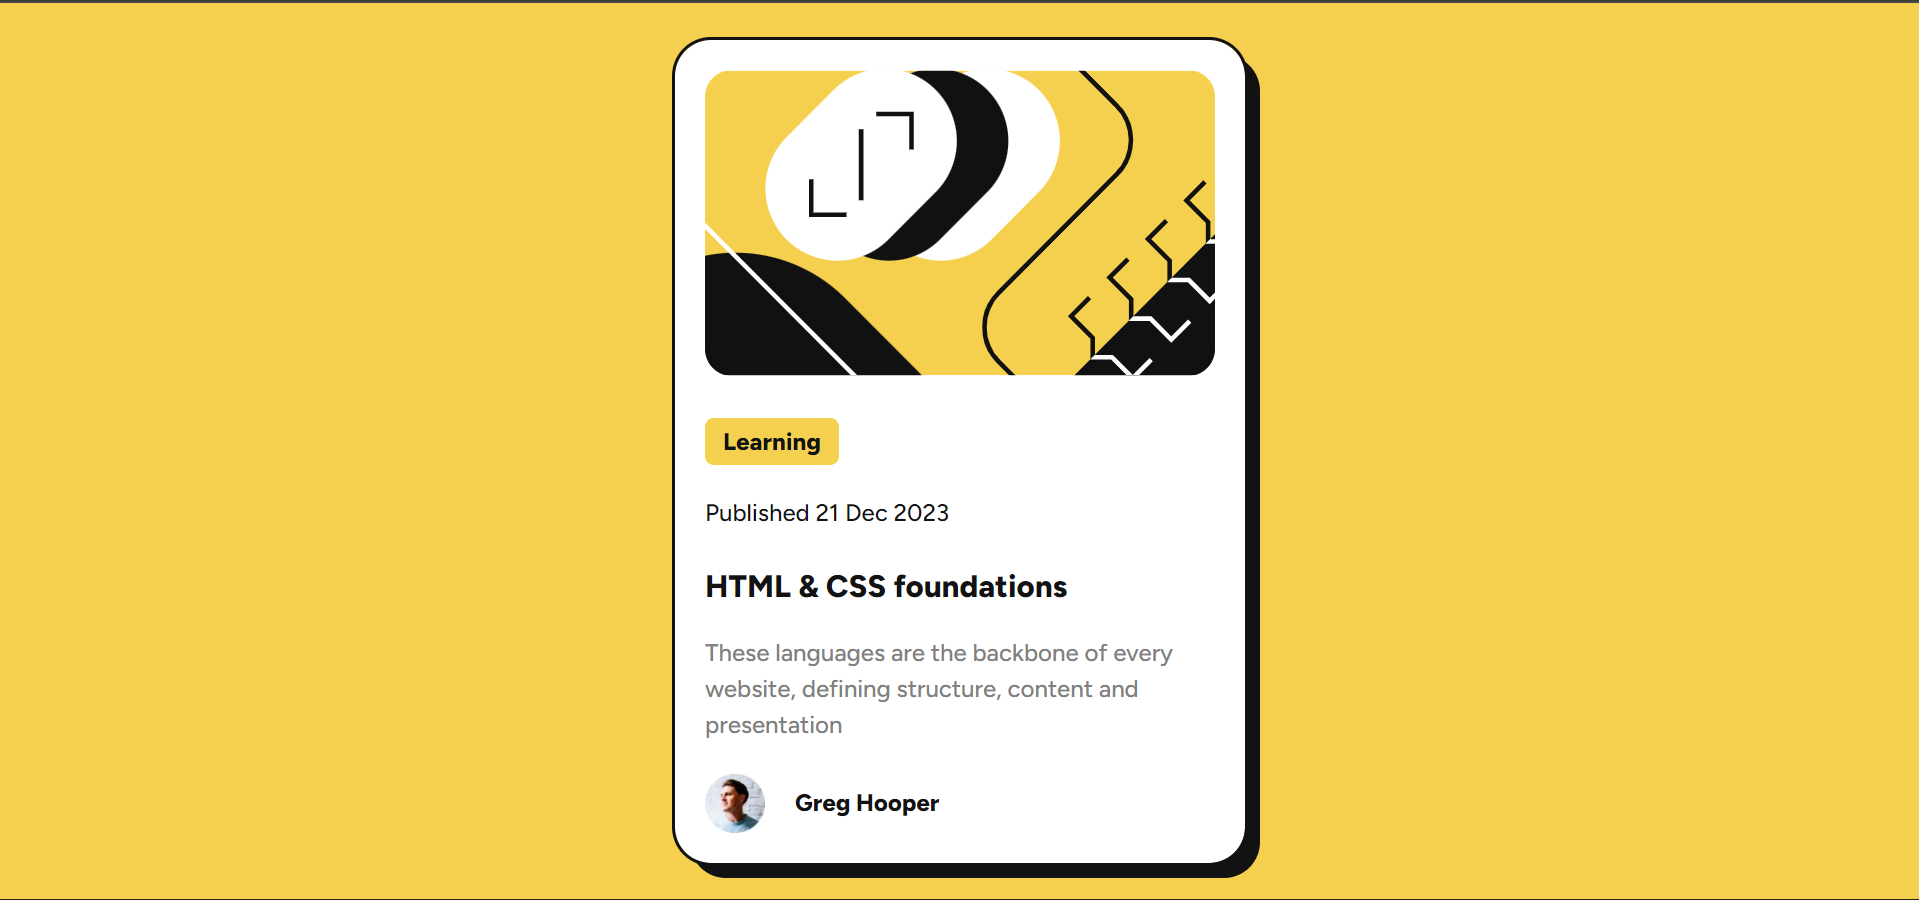 Learning
Published 21 Dec 2023
HTML & CSS foundations
These languages are the backbone of every
website, defining structure, content and
presentation
Greg Hooper